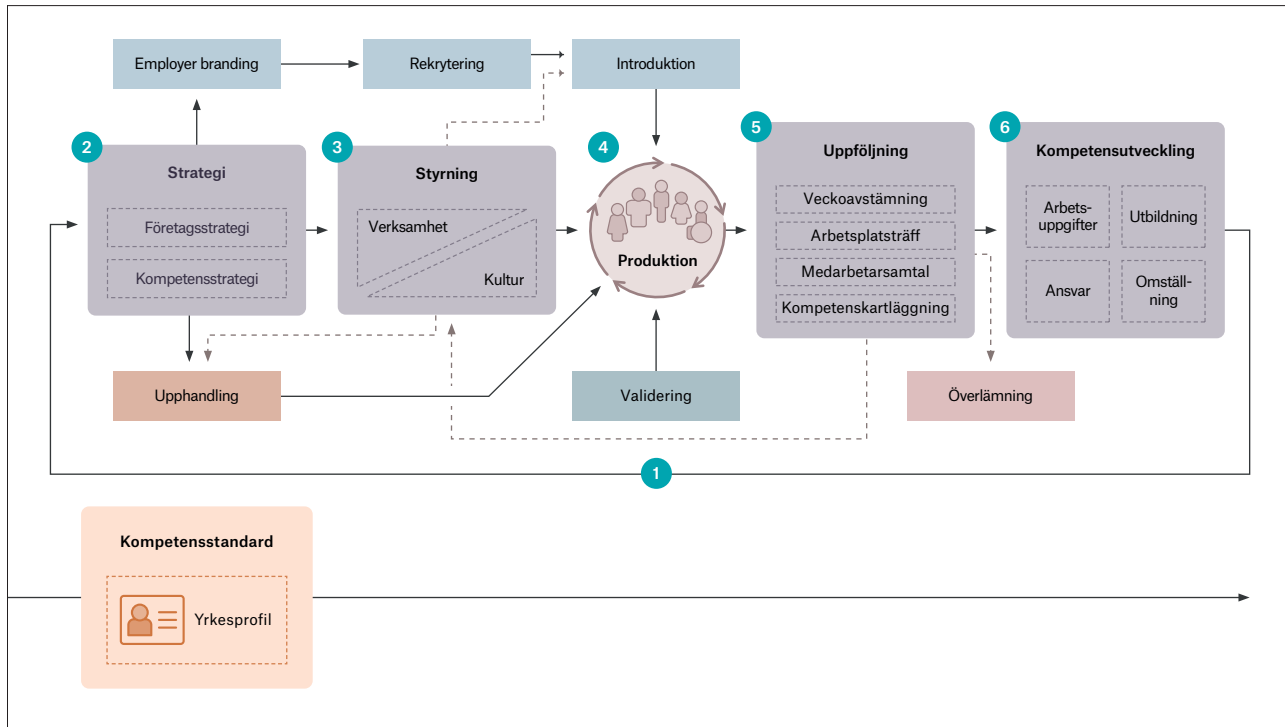 Employer branding
Rekrytering
Introduktion
2
Strategi
Företagsstrategi
Kompetensstrategi
3
Styrning
Verksamhet
Kultur
4
Produktion
5
Uppföljning
Veckoavstämning
Arbetsplatsträff
Medarbetarsamtal
Kompetenskartläggning
6
Kompetensutveckling
Arbets-
uppgifter
Utbildning
Ansvar
Omställ-
ning
Upphandling
Validering
Överlämning
1
Kompetensstandard
Yrkesprofil